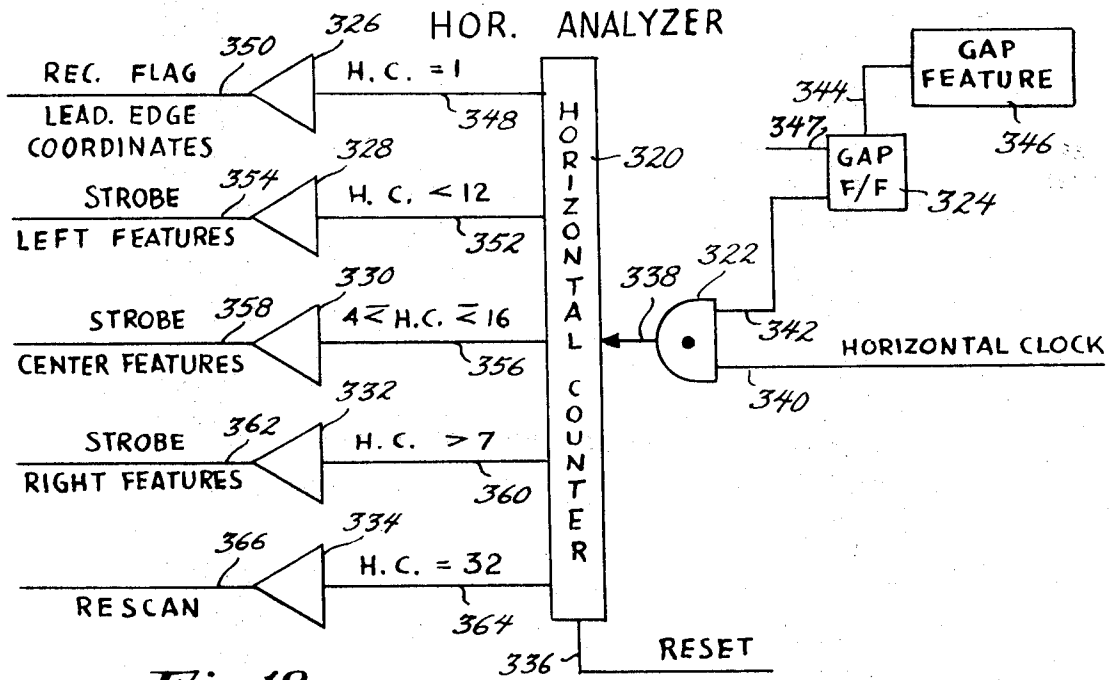 HOR. ANALYZER
326
350
REC. FLAG
H. C. = 1
LEAD. EDGE
COORDINATES
348
HORIZONTAL COUNTER
320
GAP
FEATURE
346
344
347
GAP
F/F
324
328
354
STROBE
H. C. < 12
LEFT FEATURES
352
322
338
342
HORIZONTAL CLOCK
340
330
358
STROBE
4 ⋜ H.C. ⋜ 16
CENTER FEATURES
356
332
362
STROBE
H. C. > 7
RIGHT FEATURES
360
334
366
H. C. = 32
RESCAN
364
336
RESET